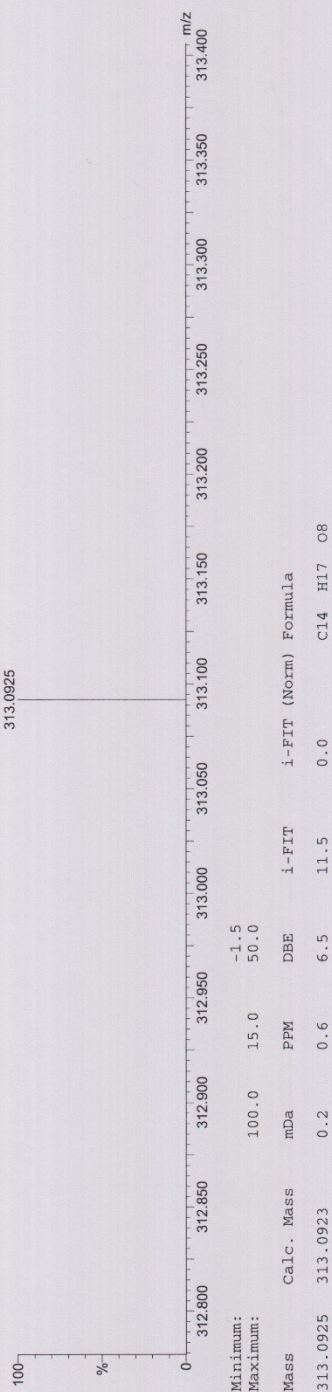 313.0925
100
%
0
312.800 312.850 312.900 312.950 313.000 313.050 313.100 313.150 313.200 313.250 313.300 313.350 313.400 m/z
Minimum: -1.5
Maximum: 100.0 15.0 50.0
Mass Calc. Mass mDa PPM DBE i-FIT i-FIT (Norm) Formula
313.0925 313.0923 0.2 0.6 6.5 11.5 0.0 C14 H17 O8